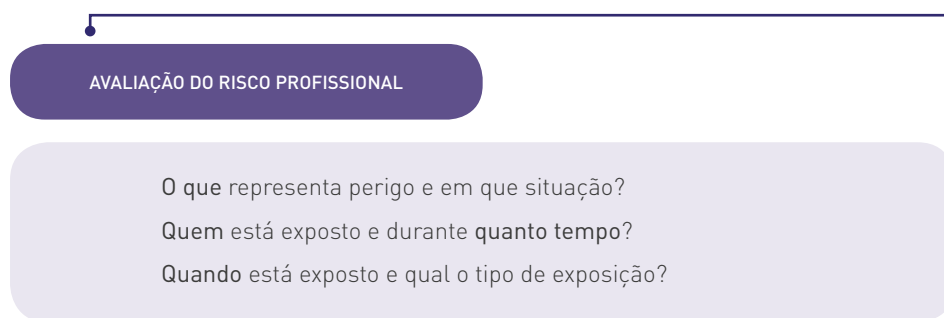 AVALIAÇÃO DO RISCO PROFISSIONAL
O que representa perigo e em que situação?
Quem está exposto e durante quanto tempo?
Quando está exposto e qual o tipo de exposição?